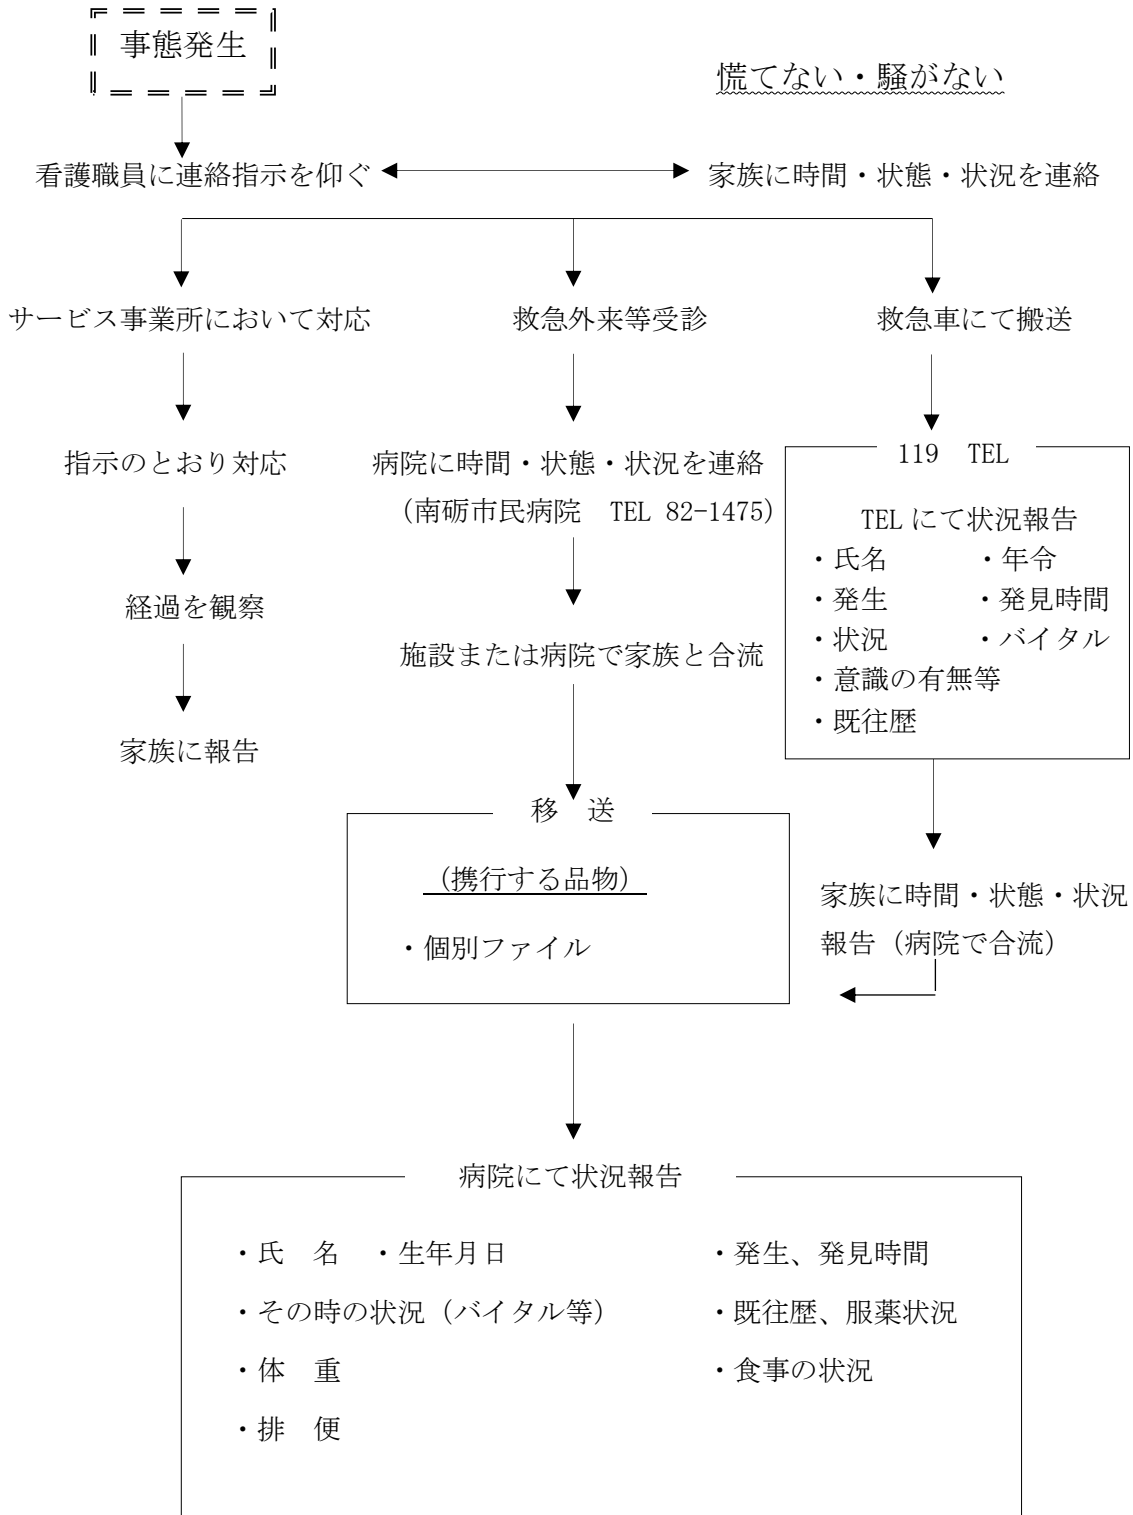 事態発生
慌てない・騒がない
看護職員に連絡指示を仰ぐ
家族に時間・状態・状況を連絡
サービス事業所において対応
救急外来等受診
救急車にて搬送
指示のとおり対応
病院に時間・状態・状況を連絡
（南砺市民病院　TEL 82-1475）
119　TEL
TELにて状況報告
・氏名　・年令
・発生　・発見時間
・状況　・バイタル
・意識の有無等
・既往歴
経過を観察
施設または病院で家族と合流
家族に報告
移　送
（携行する品物）
・個別ファイル
家族に時間・状態・状況
報告（病院で合流）
病院にて状況報告
・氏　名　・生年月日　・発生、発見時間
・その時の状況（バイタル等）　・既往歴、服薬状況
・体　重　・食事の状況
・排　便